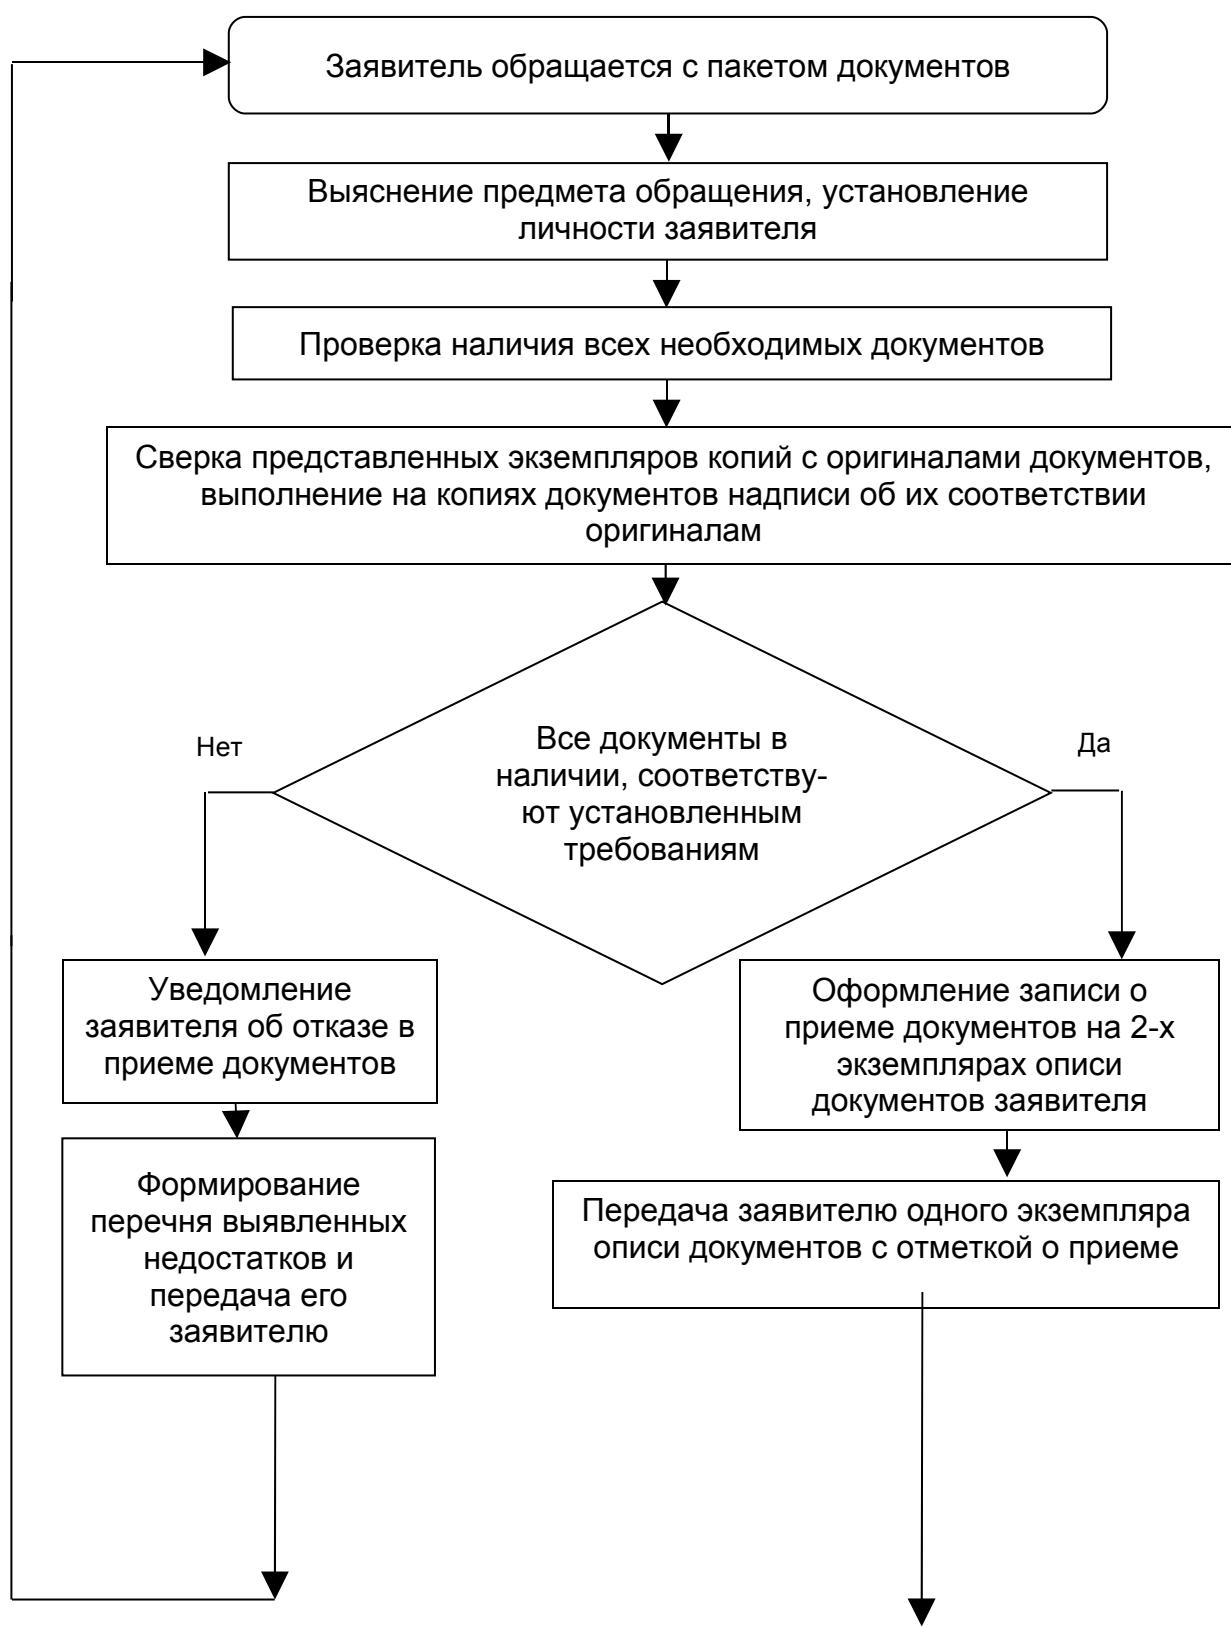 Заявитель обращается с пакетом документов
Выяснение предмета обращения, установление
личности заявителя
Проверка наличия всех необходимых документов
Сверка представленных экземпляров копий с оригиналами документов,
выполнение на копиях документов надписи об их соответствии
оригиналам
Нет
Все документы в
наличии, соответству-
ют установленным
требованиям
Да
Уведомление
заявителя об отказе в
приеме документов
Оформление записи о
приеме документов на 2-х
экземплярах описи
документов заявителя
Формирование
перечня выявленных
недостатков и
передача его
заявителю
Передача заявителю одного экземпляра
описи документов с отметкой о приеме